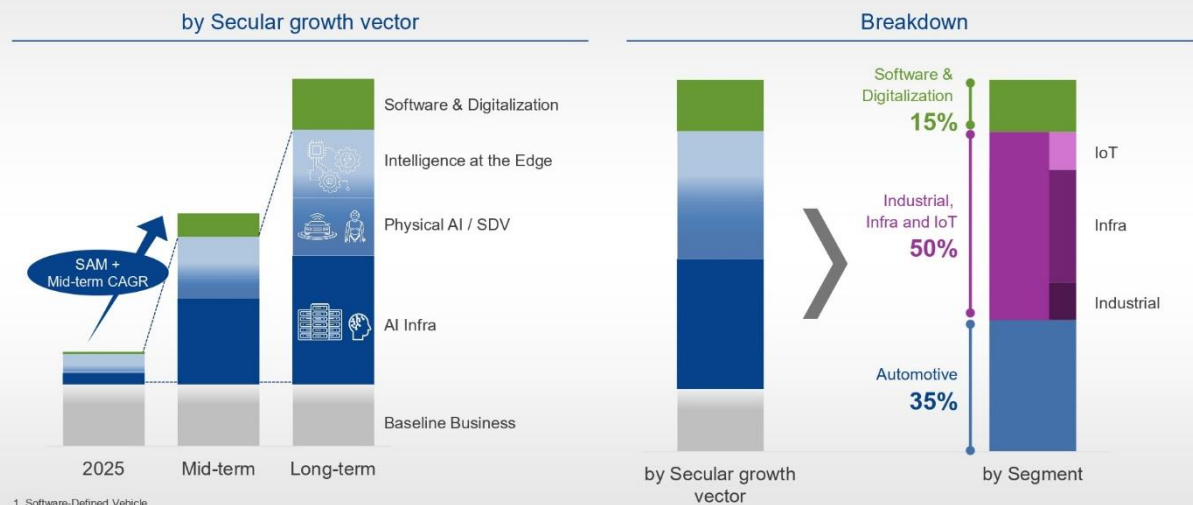 by Secular growth vector
Software & Digitalization
Intelligence at the Edge
Physical AI / SDV
AI Infra
Baseline Business
SAM +
Mid-term CAGR
2025
Mid-term
Long-term
1. Software-Defined Vehicle
Breakdown
by Secular growth
vector
Software &
Digitalization
15%
Industrial,
Infra and IoT
50%
Automotive
35%
IoT
Infra
Industrial
by Segment